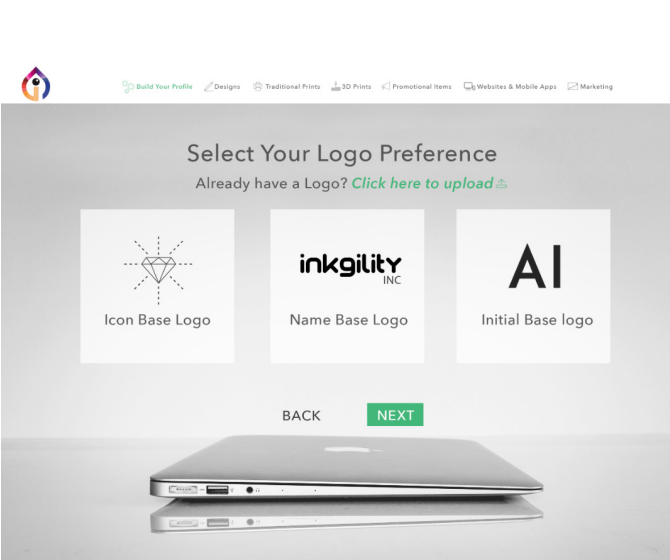 Build Your Profile Designs Traditional Prints 3D Prints Promotional Items Websites & Mobile Apps Marketing
Select Your Logo Preference
Already have a Logo? Click here to upload
Icon Base Logo
inkgility
INC
Name Base Logo
AI
Initial Base logo
BACK NEXT